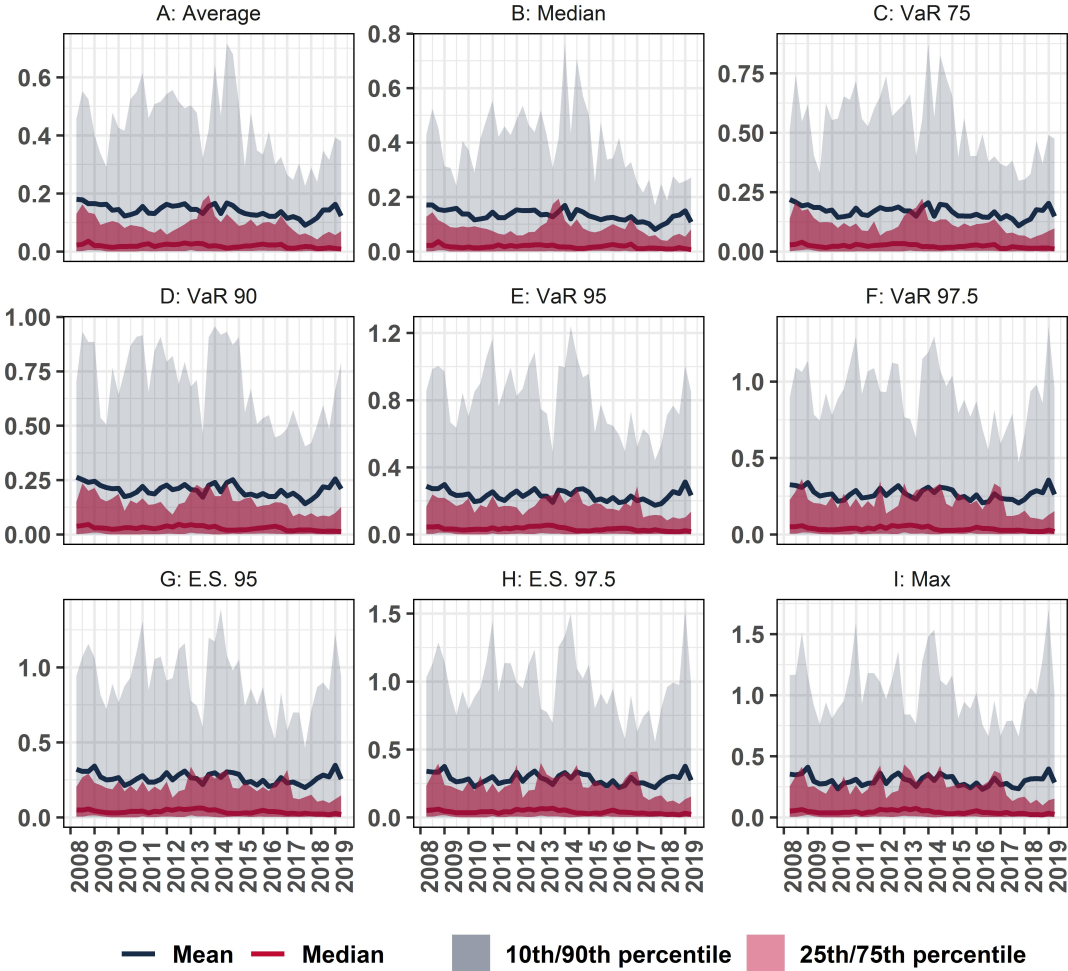 A: Average
B: Median
C: VaR 75
0.6
0.4
0.2
0.0
0.8
0.6
0.4
0.2
0.0
0.75
0.50
0.25
0.00
D: VaR 90
E: VaR 95
F: VaR 97.5
1.00
0.75
0.50
0.25
0.00
1.2
0.8
0.4
0.0
1.0
0.5
0.0
G: E.S. 95
H: E.S. 97.5
I: Max
1.0
0.5
0.0
1.5
1.0
0.5
0.0
1.5
1.0
0.5
0.0
2008 2009 2010 2011 2012 2013 2014 2015 2016 2017 2018 2019
2008 2009 2010 2011 2012 2013 2014 2015 2016 2017 2018 2019
2008 2009 2010 2011 2012 2013 2014 2015 2016 2017 2018 2019
Mean Median 10th/90th percentile 25th/75th percentile